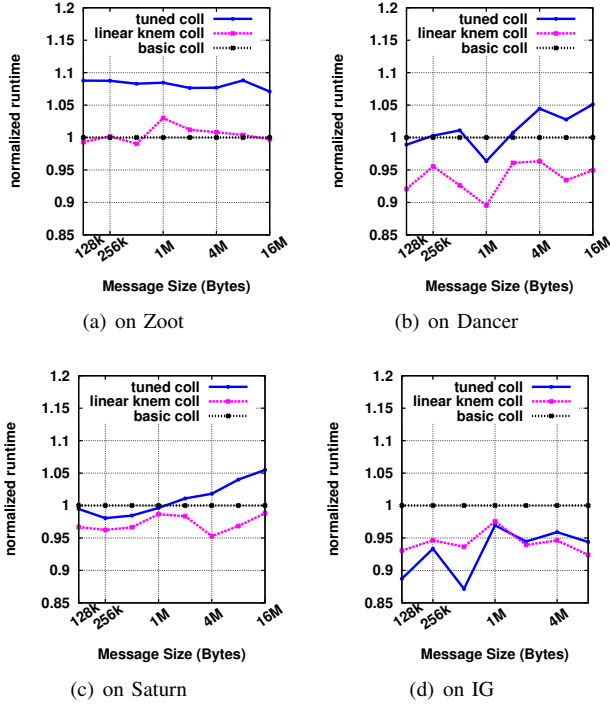 1.2
tuned coll
linear knem coll
basic coll
1.15
1.1
1.05
1
0.95
0.9
0.85
normalized runtime
128k
256k
1M
4M
16M
Message Size (Bytes)
(a) on Zoot
1.2
tuned coll
linear knem coll
basic coll
1.15
1.1
1.05
1
0.95
0.9
0.85
normalized runtime
128k
256k
1M
4M
16M
Message Size (Bytes)
(b) on Dancer
1.2
tuned coll
linear knem coll
basic coll
1.15
1.1
1.05
1
0.95
0.9
0.85
normalized runtime
128k
256k
1M
4M
16M
Message Size (Bytes)
(c) on Saturn
1.2
tuned coll
linear knem coll
basic coll
1.15
1.1
1.05
1
0.95
0.9
0.85
normalized runtime
128k
256k
1M
4M
Message Size (Bytes)
(d) on IG